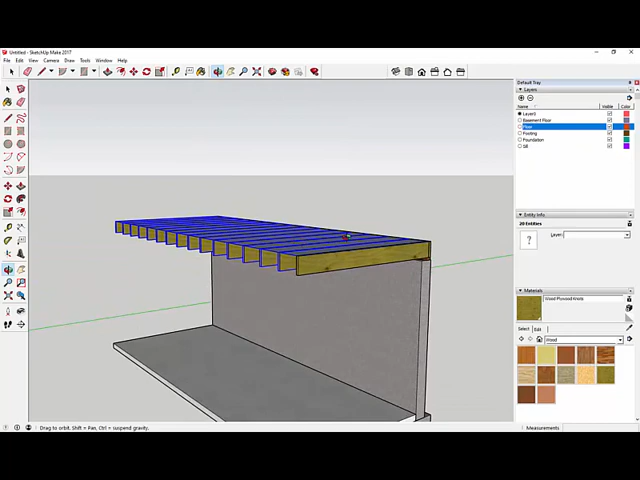 Untitled - SketchUp Make 2017
File Edit View Camera Draw Tools Window Help
Default Tray
Layers
Name Visible Color
Layer0
Basement Floor
Floor
Footing
Foundation
Sill
Entity Info
20 Entities
Layer:
Materials
Wood Plywood Knots
Select Edit
Wood
Drag to orbit. Shift = Pan, Ctrl = suspend gravity.
Measurements